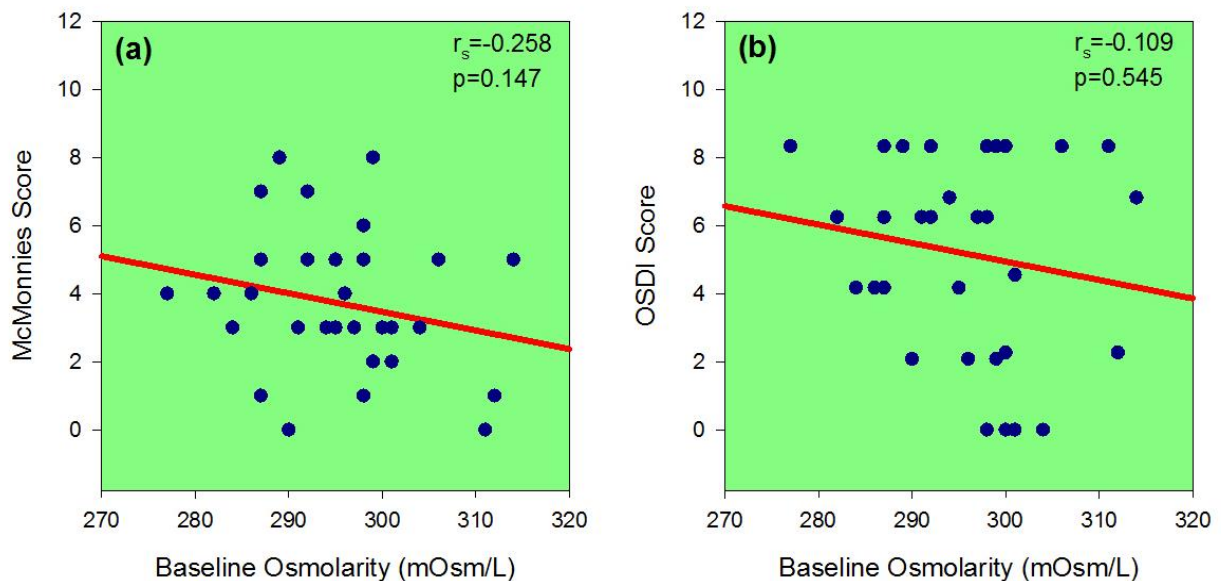 (a)
r_s=-0.258
p=0.147
McMonnies Score
12
10
8
6
4
2
0
270 280 290 300 310 320
Baseline Osmolarity (mOsm/L)
(b)
r_s=-0.109
p=0.545
OSDI Score
12
10
8
6
4
2
0
270 280 290 300 310 320
Baseline Osmolarity (mOsm/L)